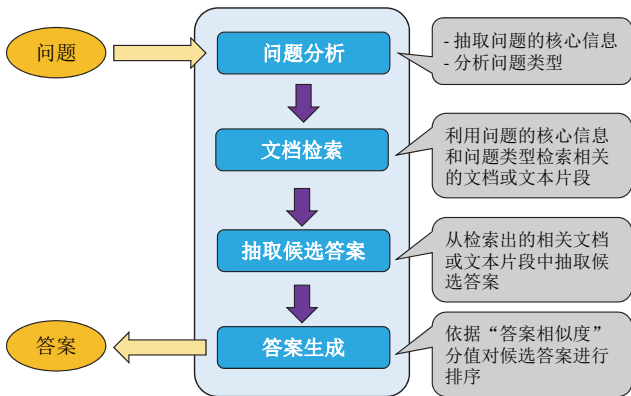 问题
问题分析
- 抽取问题的核心信息
- 分析问题类型
文档检索
利用问题的核心信息
和问题类型检索相关
的文档或文本片段
抽取候选答案
从检索出的相关文档
或文本片段中抽取候
选答案
答案
答案生成
依据“答案相似度”
分值对候选答案进行
排序